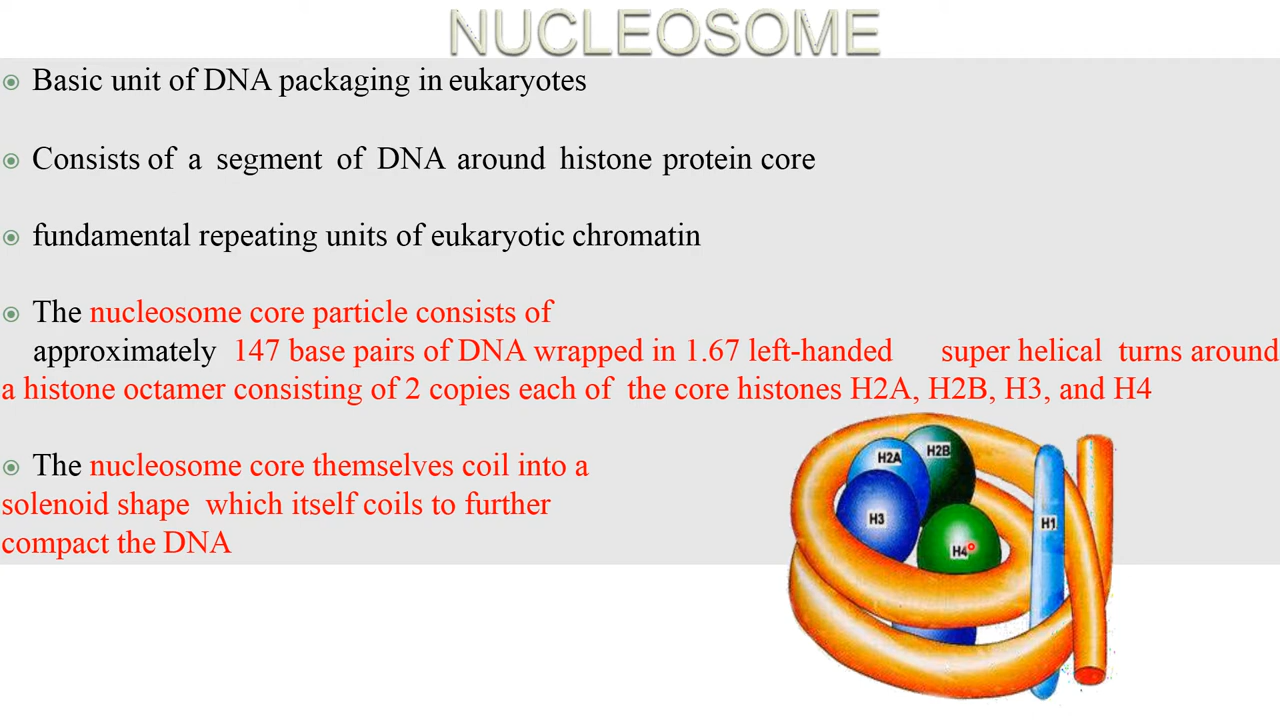 NUCLEOSOME
Basic unit of DNA packaging in eukaryotes
Consists of a segment of DNA around histone protein core
fundamental repeating units of eukaryotic chromatin
The nucleosome core particle consists of
approximately 147 base pairs of DNA wrapped in 1.67 left-handed super helical turns around
a histone octamer consisting of 2 copies each of the core histones H2A, H2B, H3, and H4
The nucleosome core themselves coil into a
solenoid shape which itself coils to further
compact the DNA
H2A
H2B
H3
H4
H1